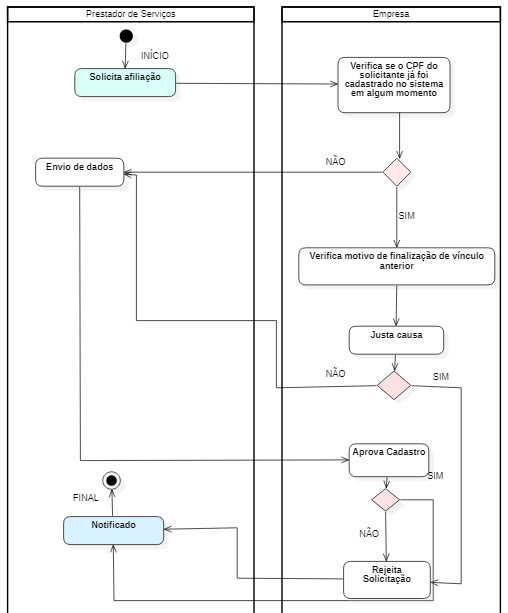 Prestador de Serviços
Empresa
INÍCIO
Solicita afiliação
Verifica se o CPF do
solicitante já foi
cadastrado no sistema
em algum momento
NÃO
Envio de dados
SIM
Verifica motivo de finalização de vínculo
anterior
Justa causa
NÃO
SIM
Aprova Cadastro
SIM
FINAL
Notificado
NÃO
Rejeita
Solicitação